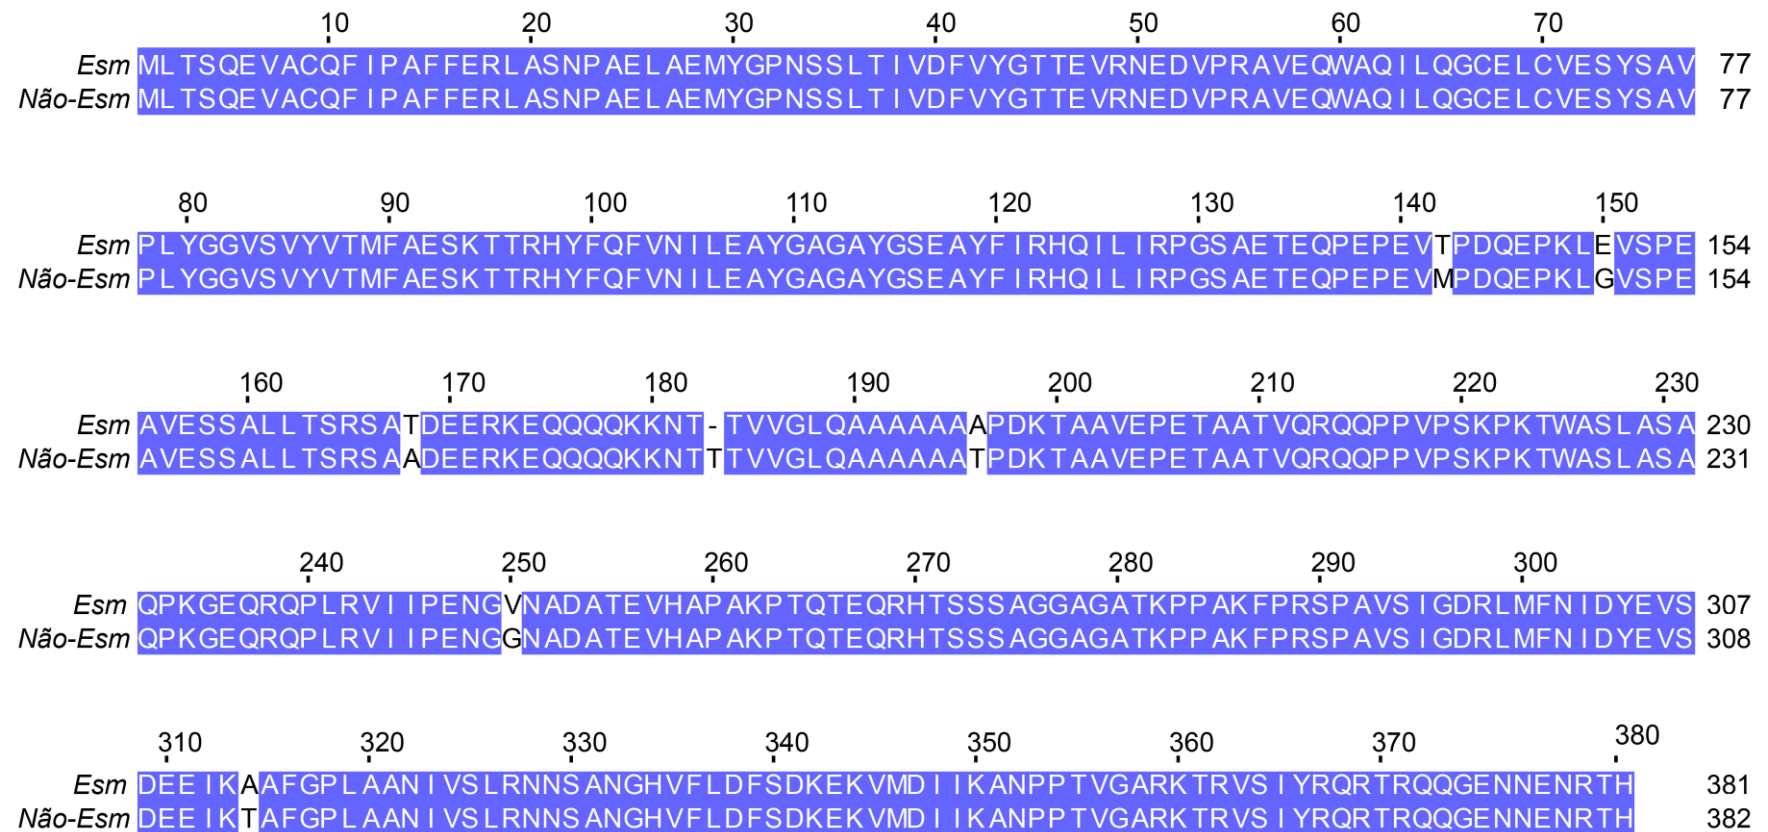 10 20 30 40 50 60 70
Esm MLTSQEVACQFIPAFFERLASNPAELAEMYGPNSSLTIVDFVYGTTEVRNEDVPRAVEQWAQILQGCELCVESYSAV 77
Não-Esm MLTSQEVACQFIPAFFERLASNPAELAEMYGPNSSLTIVDFVYGTTEVRNEDVPRAVEQWAQILQGCELCVESYSAV 77
80 90 100 110 120 130 140 150
Esm PLYGGVSVYVTMFAESKTTRHYFQFVNILEAYGAGAYGSEAYFIRHQILIRPGSAETEQPEPEVTPDQEPKLEVSPE 154
Não-Esm PLYGGVSVYVTMFAESKTTRHYFQFVNILEAYGAGAYGSEAYFIRHQILIRPGSAETEQPEPEVMPDQEPKLGVSPE 154
160 170 180 190 200 210 220 230
Esm AVESSALLTSRSATDEERKEQQQQKKNT-TVVGLQAAAAAAAPDKTAAVEPETAATVQRQQPPVPSKPKTWASLASA 230
Não-Esm AVESSALLTSRSAADEERKEQQQQKKNTTTVVGLQAAAAAATPDKTAAVEPETAATVQRQQPPVPSKPKTWASLASA 231
240 250 260 270 280 290 300
Esm QPKGEQRQPLRVIIPENGVNADATEVHAPAKPTQTEQRHTSSSAGGAGATKPPAKFPRSPAVSIGDRLMFNIDYEVS 307
Não-Esm QPKGEQRQPLRVIIPENGGNADATEVHAPAKPTQTEQRHTSSSAGGAGATKPPAKFPRSPAVSIGDRLMFNIDYEVS 308
310 320 330 340 350 360 370 380
Esm DEEIKAAFGPLAANIVSLRNNSANGHVFLDFSDKEKVMDIIKANPPTVGARKTRVSIYRQRTRQQGENNENRTH 381
Não-Esm DEEIKTAFGPLAANIVSLRNNSANGHVFLDFSDKEKVMDIIKANPPTVGARKTRVSIYRQRTRQQGENNENRTH 382